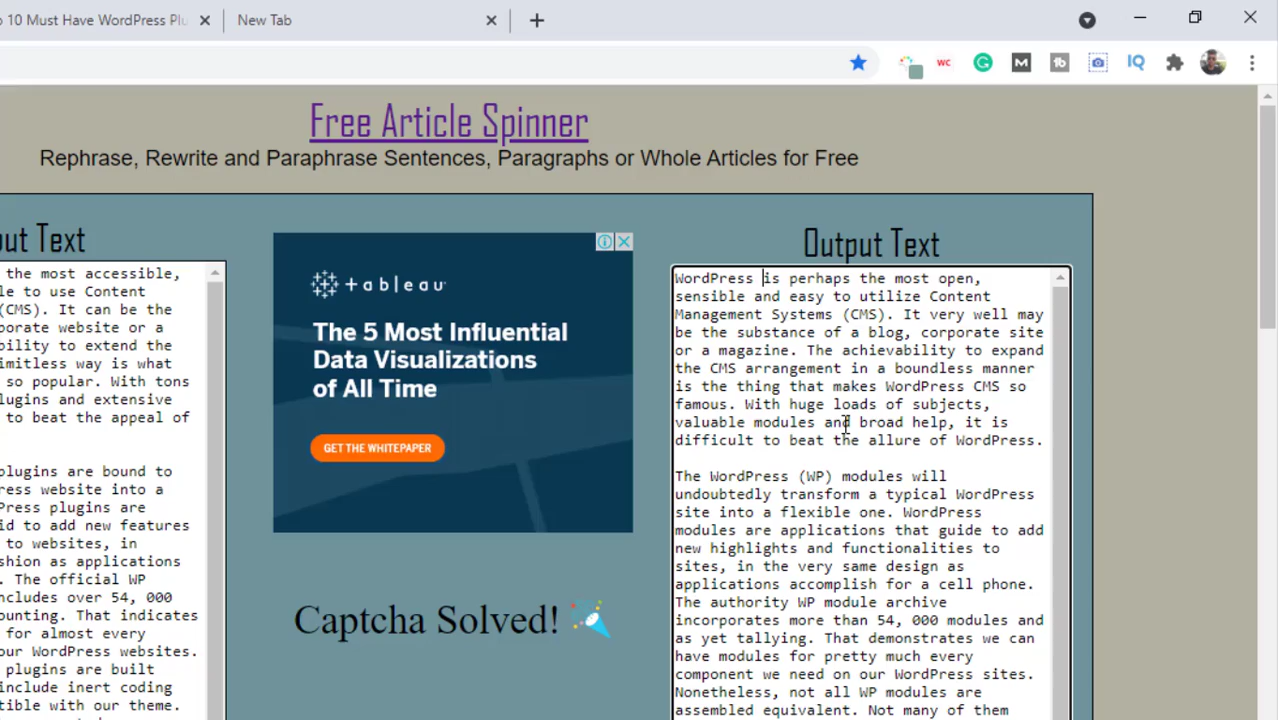 o 10 Must Have WordPress Plu
New Tab
WC
M
tb
IQ
Free Article Spinner
Rephrase, Rewrite and Paraphrase Sentences, Paragraphs or Whole Articles for Free
out Text
the most accessible,
le to use Content
(CMS). It can be the
porate website or a
bility to extend the
imitless way is what
so popular. With tons
lugins and extensive
to beat the appeal of
plugins are bound to
ress website into a
Press plugins are
id to add new features
to websites, in
shion as applications
. The official WP
ncludes over 54, 000
ounting. That indicates
for almost every
our WordPress websites.
plugins are built
include inert coding
tible with our theme.
+ a b l e a u
The 5 Most Influential
Data Visualizations
of All Time
GET THE WHITEPAPER
Captcha Solved!
Output Text
WordPress is perhaps the most open,
sensible and easy to utilize Content
Management Systems (CMS). It very well may
be the substance of a blog, corporate site
or a magazine. The achievability to expand
the CMS arrangement in a boundless manner
is the thing that makes WordPress CMS so
famous. With huge loads of subjects,
valuable modules and broad help, it is
difficult to beat the allure of WordPress.
The WordPress (WP) modules will
undoubtedly transform a typical WordPress
site into a flexible one. WordPress
modules are applications that guide to add
new highlights and functionalities to
sites, in the very same design as
applications accomplish for a cell phone.
The authority WP module archive
incorporates more than 54, 000 modules and
as yet tallying. That demonstrates we can
have modules for pretty much every
component we need on our WordPress sites.
Nonetheless, not all WP modules are
assembled equivalent. Not many of them